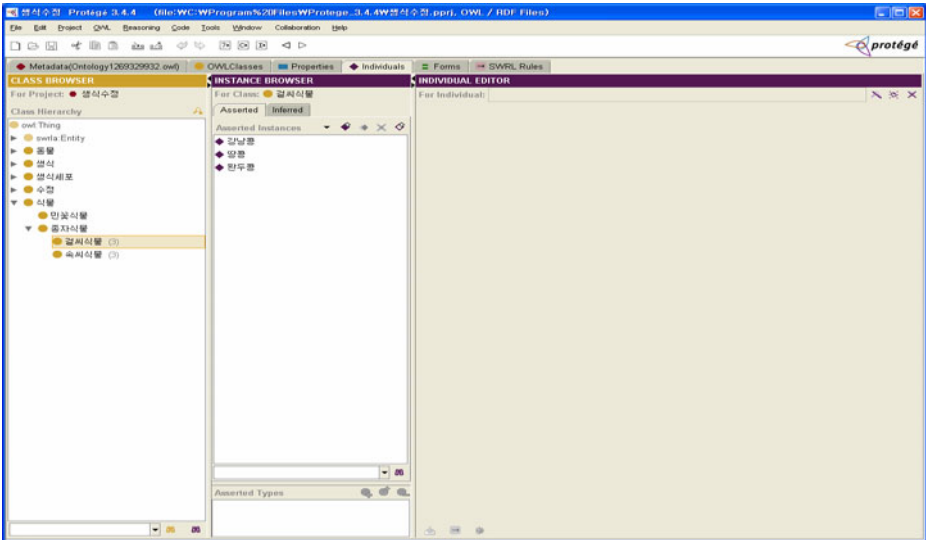 생식수정 Protégé 3.4.4 (file:₩C:₩Program%20Files₩Protege_3.4.4₩생식수정.pprj, OWL / RDF Files)
File Edit Project OWL Reasoning Code Tools Window Collaboration Help
protégé
Metadata(Ontology1269329932.owl) OWLClasses Properties Individuals Forms SWRL Rules
CLASS BROWSER
For Project: 생식수정
Class Hierarchy
owl:Thing
swrla:Entity
동물
생식
생식세포
수정
식물
민꽃식물
종자식물
겉씨식물 (3)
속씨식물 (3)
INSTANCE BROWSER
For Class: 겉씨식물
Asserted Inferred
Asserted Instances
강낭콩
땅콩
완두콩
Asserted Types
INDIVIDUAL EDITOR
For Individual: